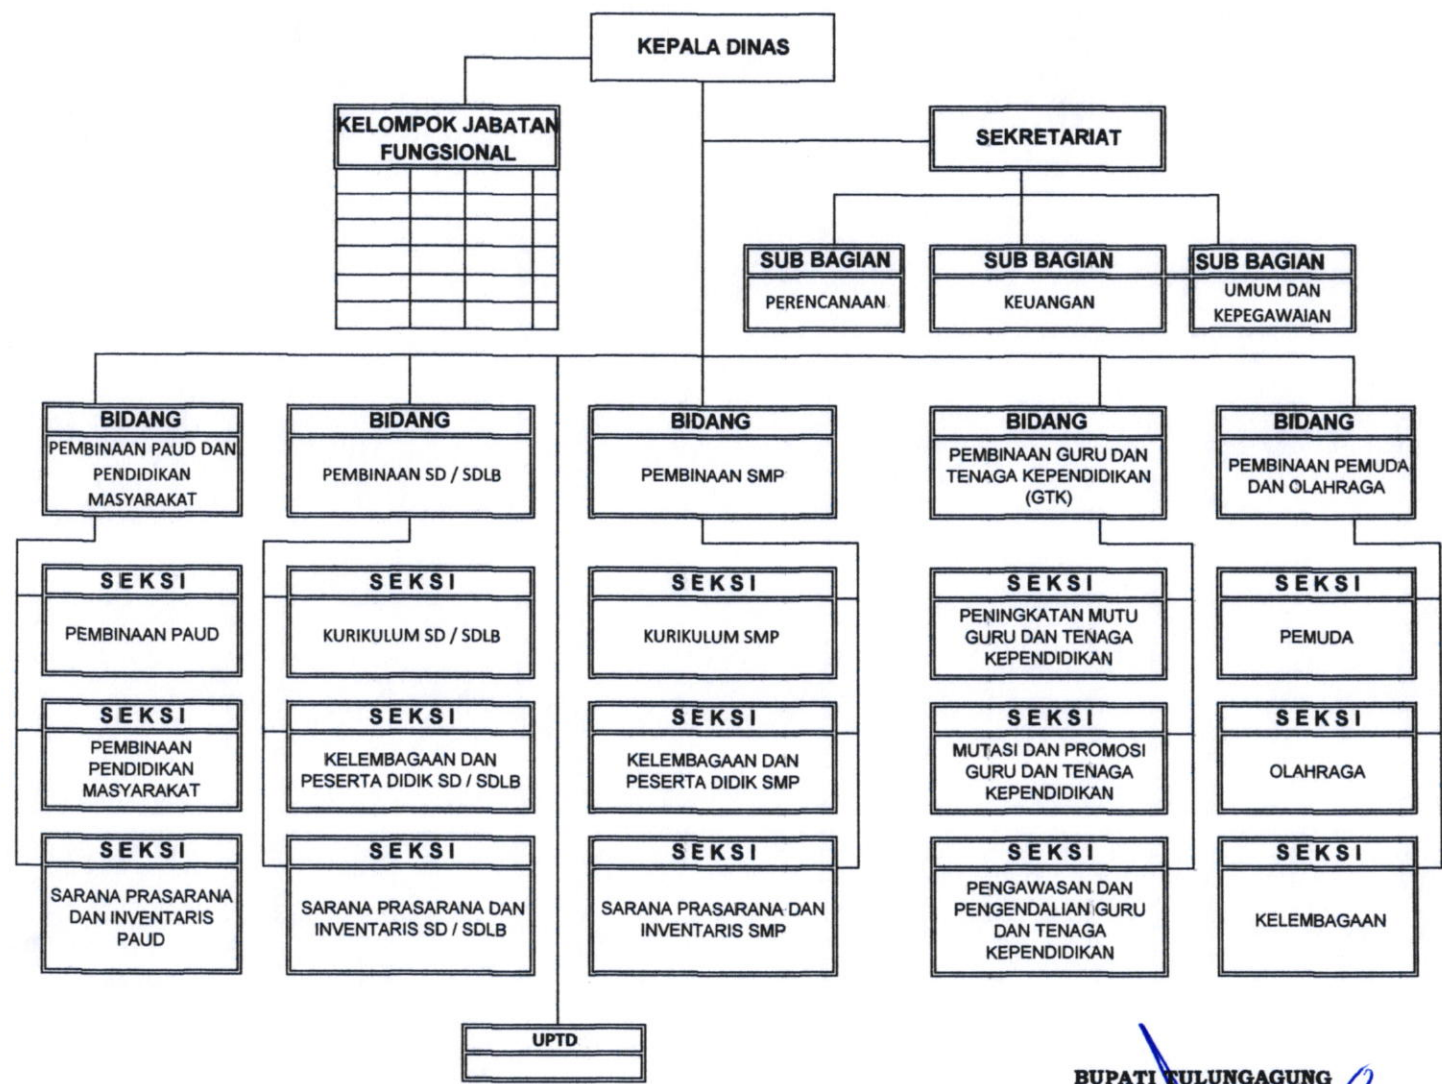 KEPALA DINAS
KELOMPOK JABATAN
FUNGSIONAL
SEKRETARIAT
SUB BAGIAN
PERENCANAAN
SUB BAGIAN
KEUANGAN
SUB BAGIAN
UMUM DAN
KEPEGAWAIAN
BIDANG
PEMBINAAN PAUD DAN
PENDIDIKAN
MASYARAKAT
BIDANG
PEMBINAAN SD / SDLB
BIDANG
PEMBINAAN SMP
BIDANG
PEMBINAAN GURU DAN
TENAGA KEPENDIDIKAN
(GTK)
BIDANG
PEMBINAAN PEMUDA
DAN OLAHRAGA
SEKSI
PEMBINAAN PAUD
SEKSI
KURIKULUM SD / SDLB
SEKSI
KURIKULUM SMP
SEKSI
PENINGKATAN MUTU
GURU DAN TENAGA
KEPENDIDIKAN
SEKSI
PEMUDA
SEKSI
PEMBINAAN
PENDIDIKAN
MASYARAKAT
SEKSI
KELEMBAGAAN DAN
PESERTA DIDIK SD / SDLB
SEKSI
KELEMBAGAAN DAN
PESERTA DIDIK SMP
SEKSI
MUTASI DAN PROMOSI
GURU DAN TENAGA
KEPENDIDIKAN
SEKSI
OLAHRAGA
SEKSI
SARANA PRASARANA
DAN INVENTARIS
PAUD
SEKSI
SARANA PRASARANA DAN
INVENTARIS SD / SDLB
SEKSI
SARANA PRASARANA DAN
INVENTARIS SMP
SEKSI
PENGAWASAN DAN
PENGENDALIAN GURU
DAN TENAGA
KEPENDIDIKAN
SEKSI
KELEMBAGAAN
UPTD
BUPATI TULUNGAGUNG